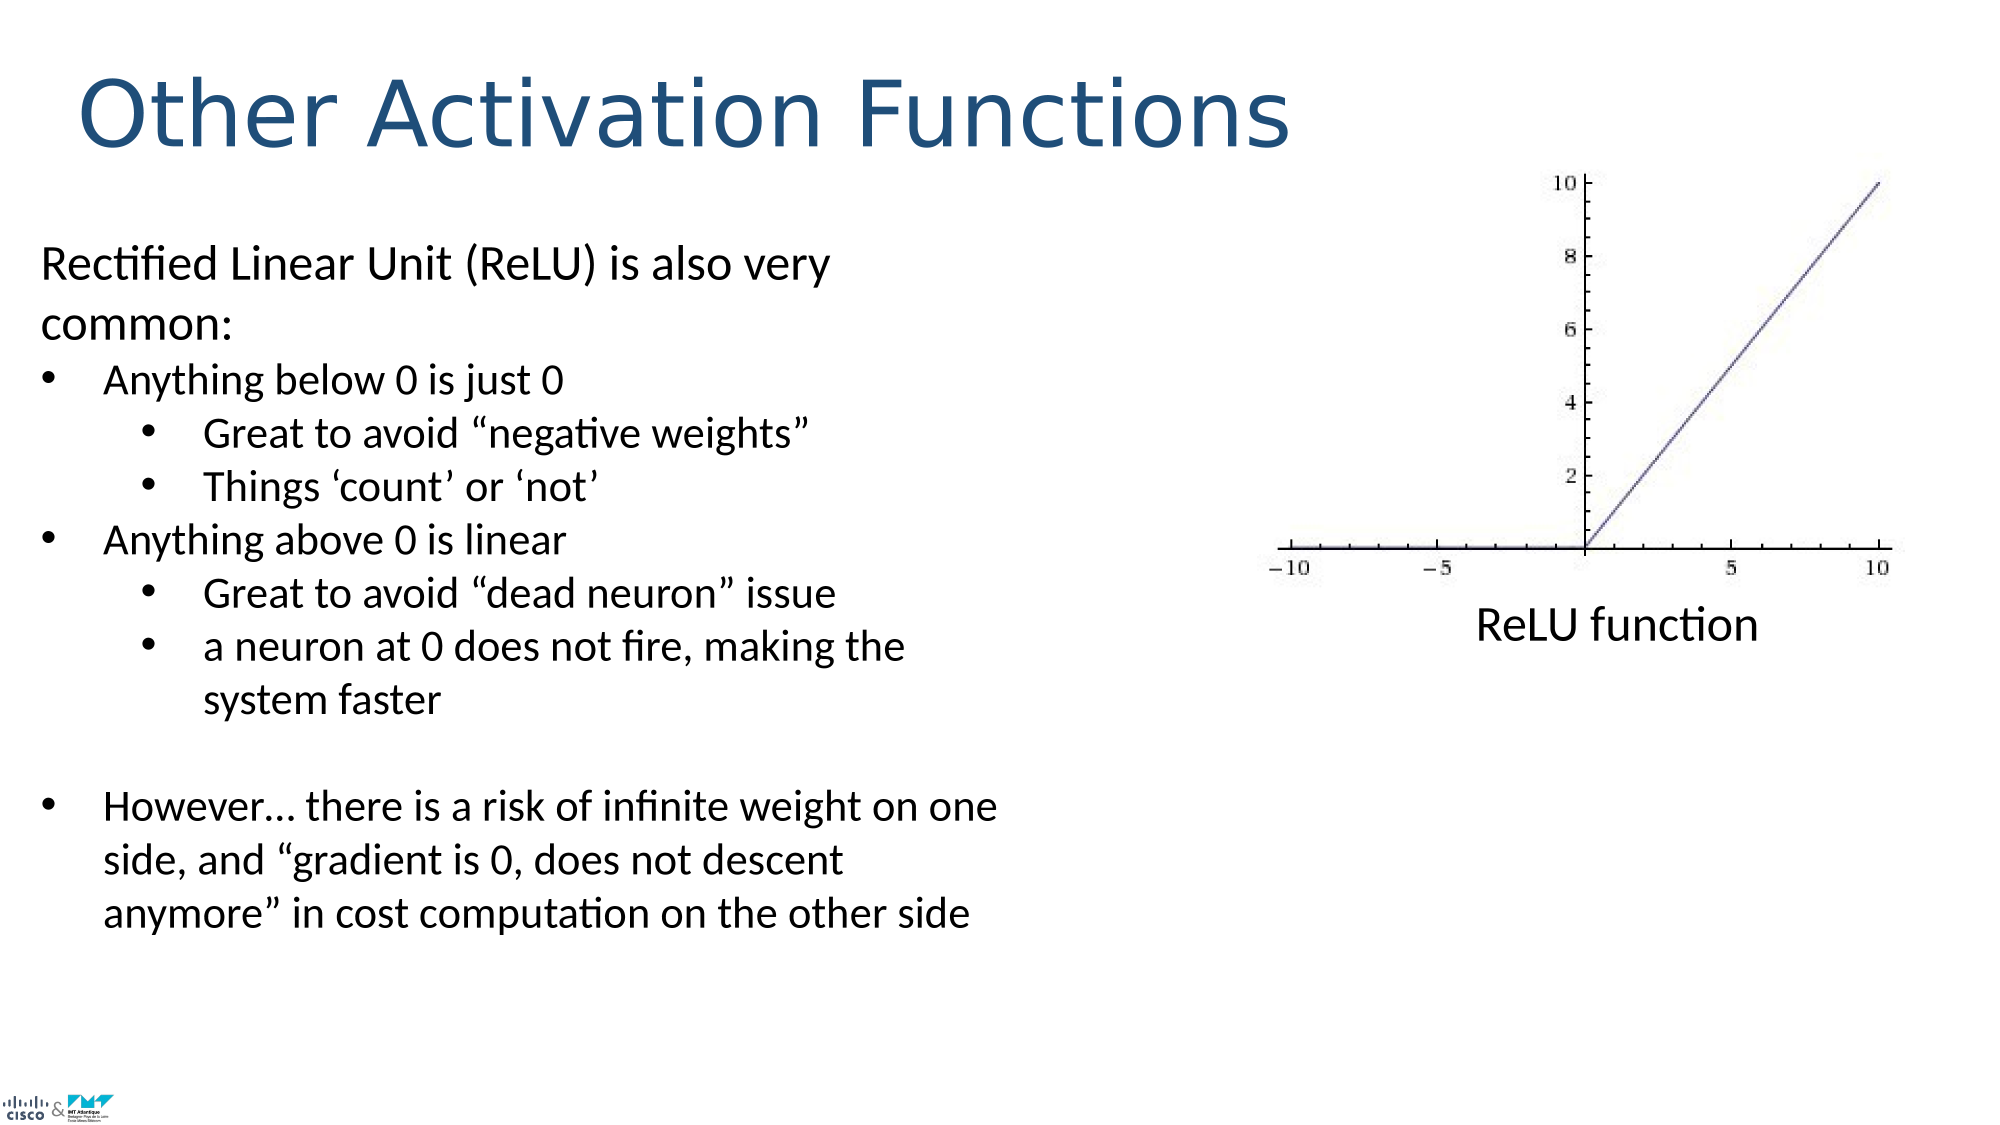 Other Activation Functions
Rectified Linear Unit (ReLU) is also very
common:
• Anything below 0 is just 0
• Great to avoid “negative weights”
• Things ‘count’ or ‘not’
• Anything above 0 is linear
• Great to avoid “dead neuron” issue
• a neuron at 0 does not fire, making the
system faster
• However… there is a risk of infinite weight on one
side, and “gradient is 0, does not descent
anymore” in cost computation on the other side
10
8
6
4
2
−10 −5 5 10
ReLU function
CISCO & IMT Atlantique